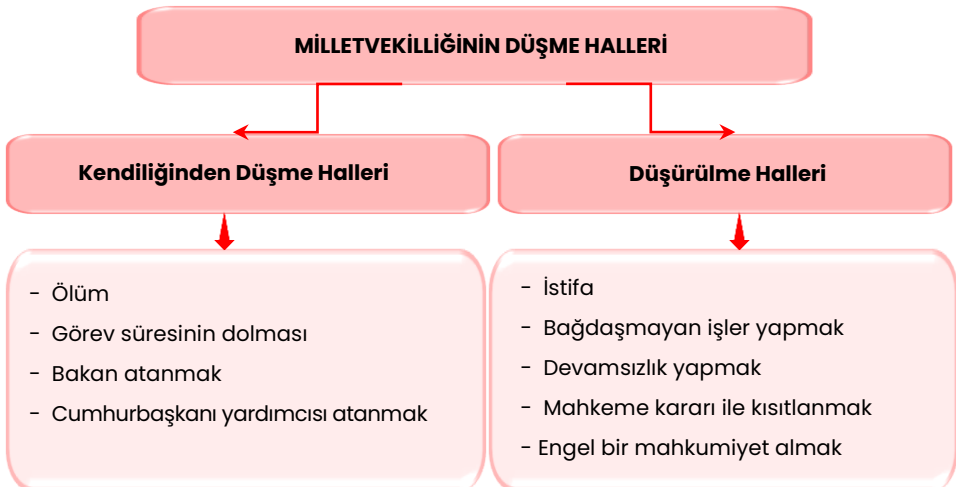 MİLLETVEKİLLİĞİNİN DÜŞME HALLERİ
Kendiliğinden Düşme Halleri
- Ölüm
- Görev süresinin dolması
- Bakan atanmak
- Cumhurbaşkanı yardımcısı atanmak
Düşürülme Halleri
- İstifa
- Bağdaşmayan işler yapmak
- Devamsızlık yapmak
- Mahkeme kararı ile kısıtlanmak
- Engel bir mahkumiyet almak